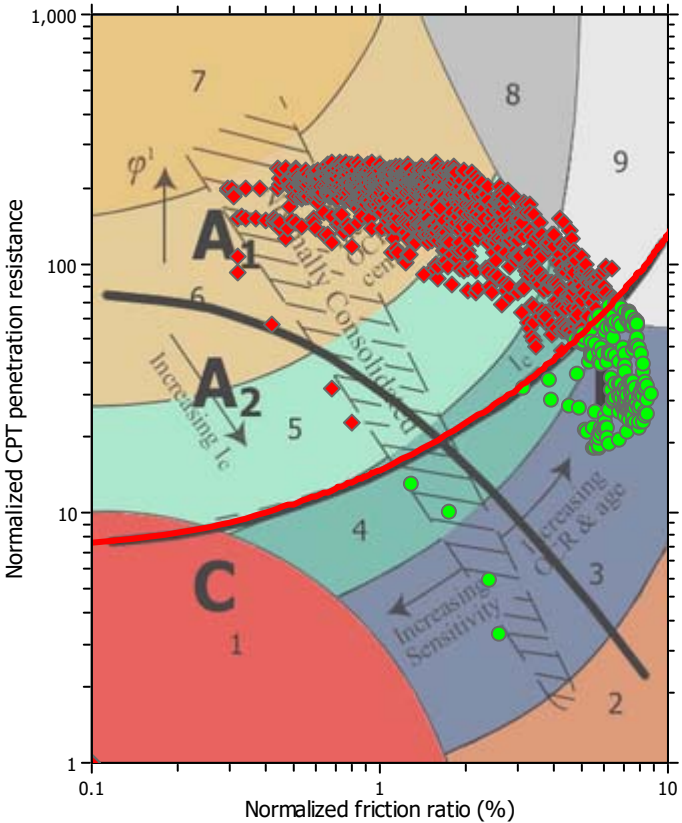 1,000
100
10
1
0.1
1
10
Normalized CPT penetration resistance
Normalized friction ratio (%)
7
8
9
φ'
A1
6
A2
Increasing Ic
5
Consolidated
Ic
4
C
1
Increasing
OCR & age
3
Increasing
Sensitivity
2